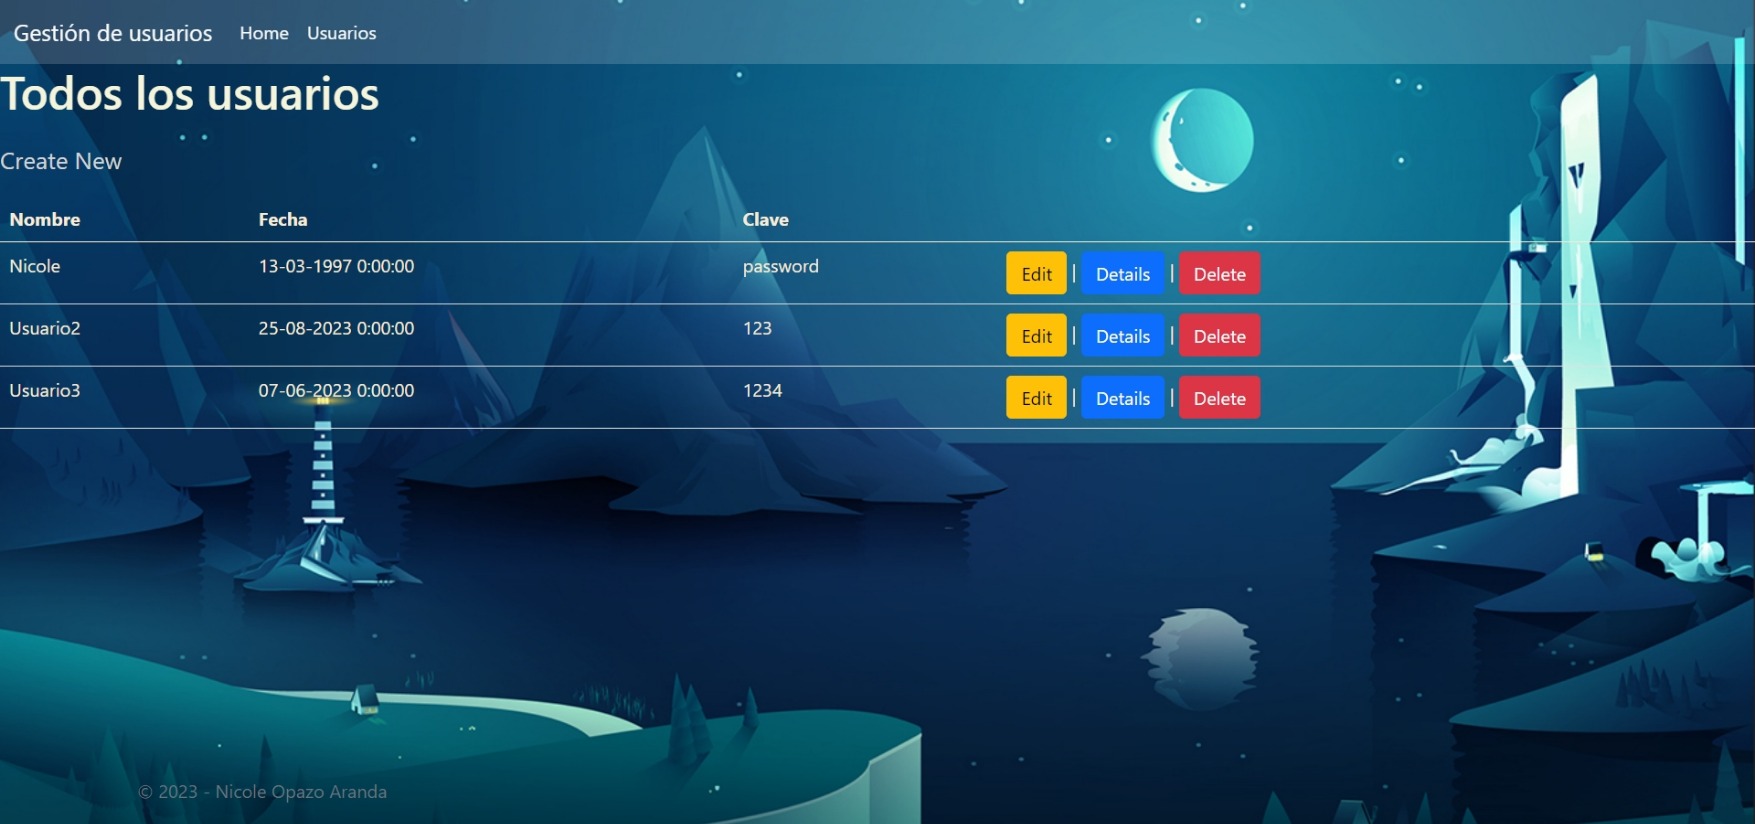 Gestión de usuarios Home Usuarios
Todos los usuarios
Create New
Nombre Fecha Clave
Nicole 13-03-1997 0:00:00 password Edit | Details | Delete
Usuario2 25-08-2023 0:00:00 123 Edit | Details | Delete
Usuario3 07-06-2023 0:00:00 1234 Edit | Details | Delete
© 2023 - Nicole Opazo Aranda